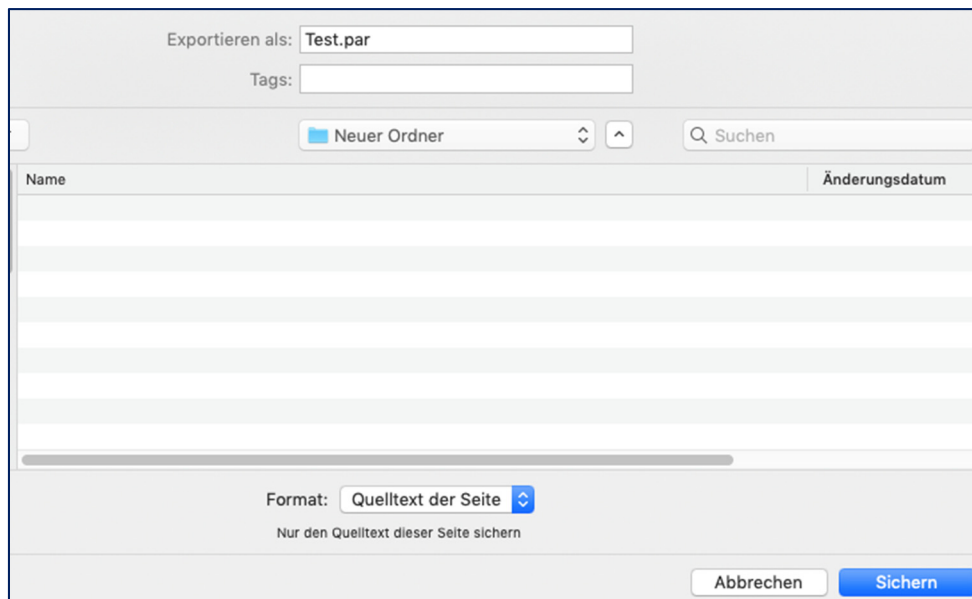 Exportieren als: Test.par
Tags:
Neuer Ordner Suchen
Name Änderungsdatum
Format: Quelltext der Seite
Nur den Quelltext dieser Seite sichern
Abbrechen Sichern